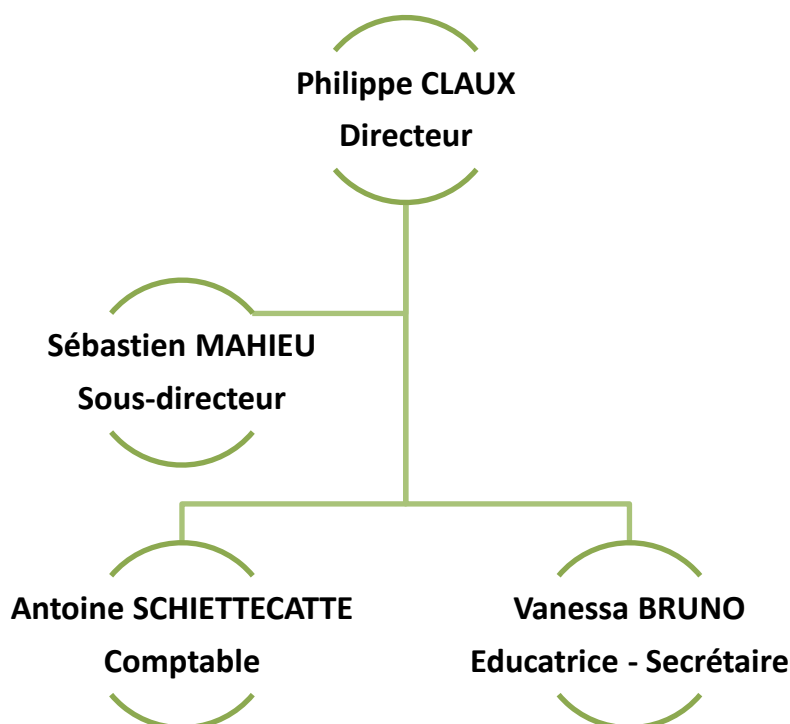 Philippe CLAUX
Directeur
Sébastien MAHIEU
Sous-directeur
Antoine SCHIETTECATTE
Comptable
Vanessa BRUNO
Educatrice - Secrétaire